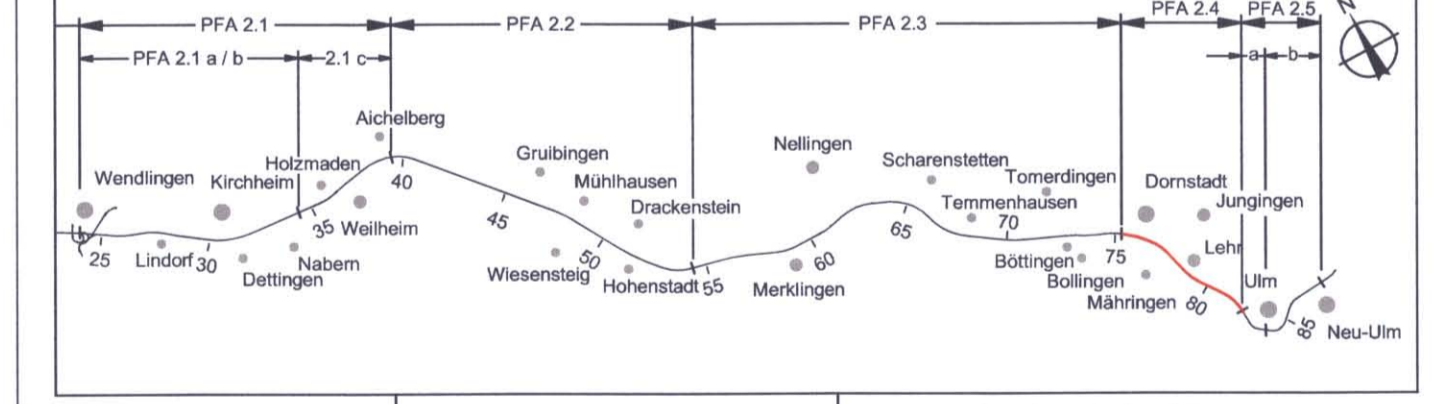 PFA 2.1
PFA 2.2
PFA 2.3
PFA 2.4
PFA 2.5
PFA 2.1 a / b
2.1 c
a
b
N
Aichelberg
Wendlingen
Kirchheim
Holzmaden
40
Gruibingen
Mühlhausen
Drackenstein
Nellingen
Scharenstetten
Tomerdingen
Temmenhausen
70
Dornstadt
Jungingen
25
Lindorf
30
Dettingen
Nabern
35
Weilheim
45
Wiesensteig
50
Hohenstadt
55
Merklingen
60
65
Böttingen
75
Bollingen
Mähringen
80
Lehr
Ulm
85
Neu-Ulm